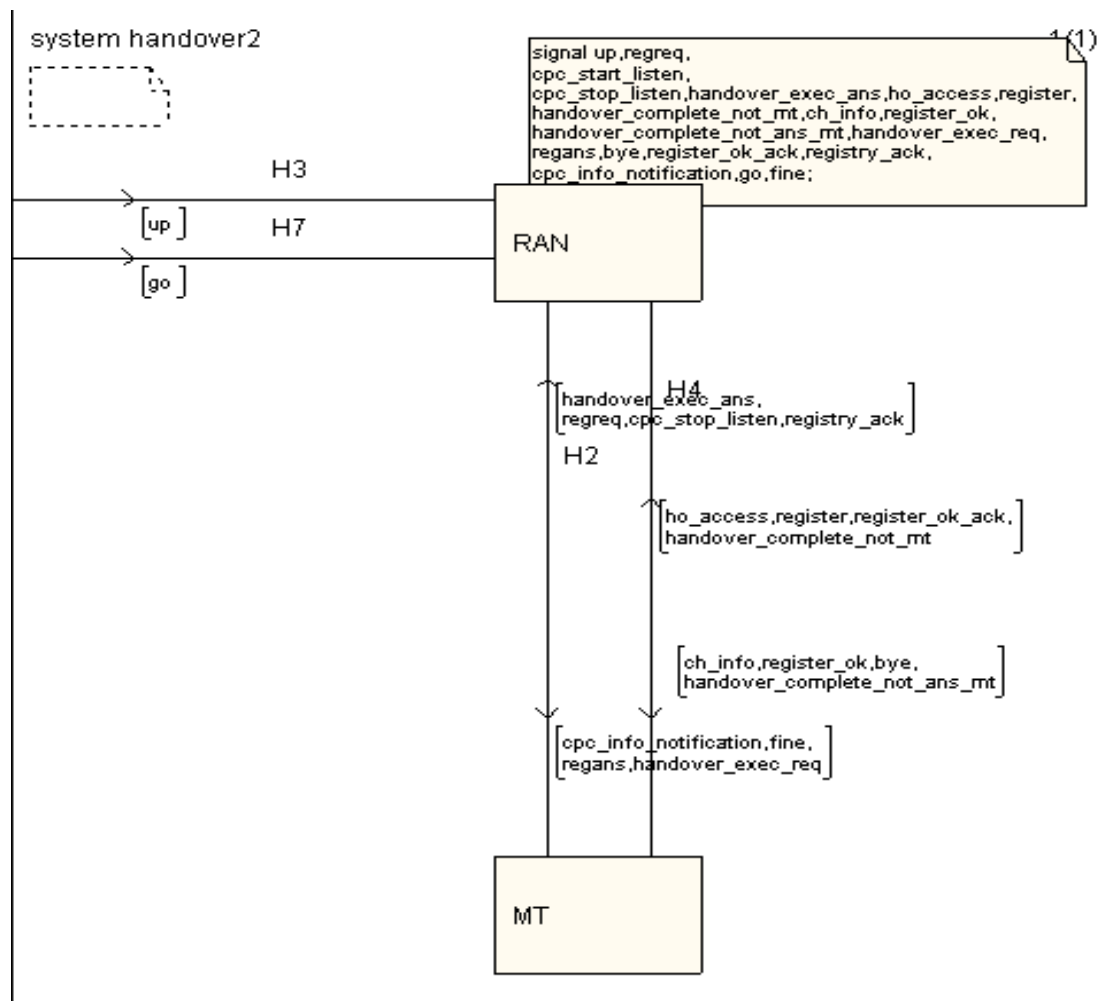 system handover2
1(1)
signal up,regreq,
cpc_start_listen,
cpc_stop_listen,handover_exec_ans,ho_access,register,
handover_complete_not_mt,ch_info,register_ok,
handover_complete_not_ans_mt,handover_exec_req,
regans,bye,register_ok_ack,registry_ack,
cpc_info_notification,go,fine;
H3
[up ]
H7
[go ]
RAN
H4
[handover_exec_ans,
regreq,cpc_stop_listen,registry_ack]
H2
[ho_access,register,register_ok_ack,
handover_complete_not_mt ]
[ch_info,register_ok,bye,
handover_complete_not_ans_mt]
[cpc_info_notification,fine,
regans,handover_exec_req]
MT